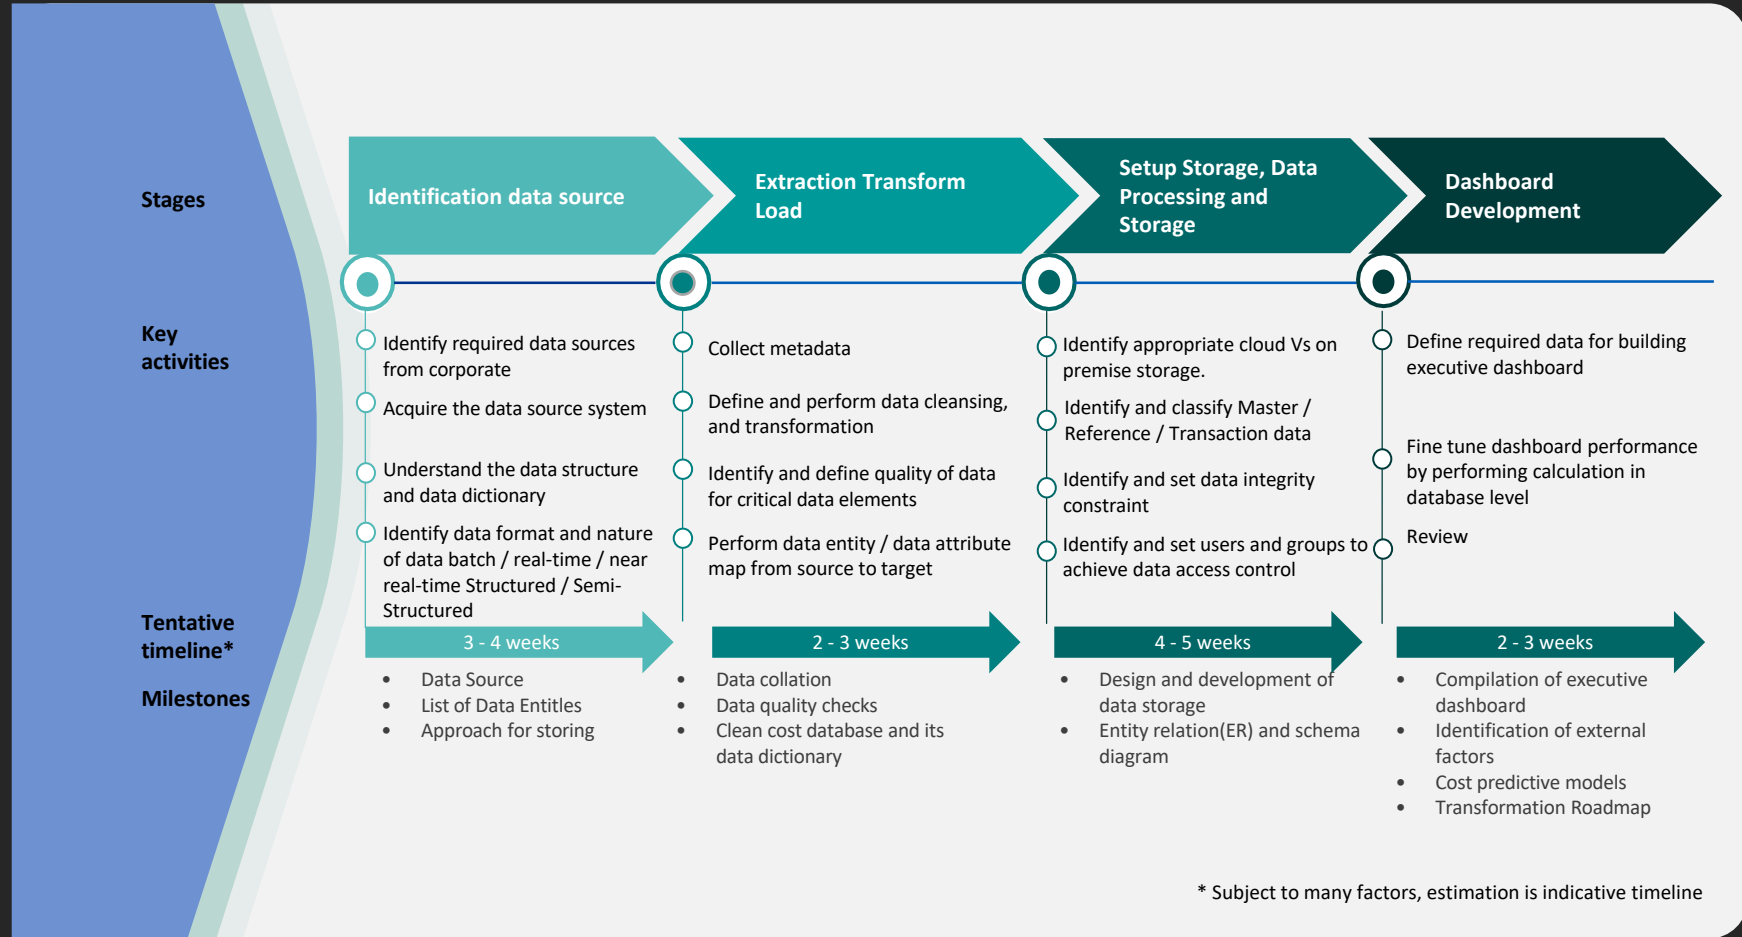 Stages
Identification data source
Extraction Transform
Load
Setup Storage, Data
Processing and
Storage
Dashboard
Development
Key
activities
Identify required data sources
from corporate
Acquire the data source system
Understand the data structure
and data dictionary
Identify data format and nature
of data batch / real-time / near
real-time Structured / Semi-
Structured
Collect metadata
Define and perform data cleansing,
and transformation
Identify and define quality of data
for critical data elements
Perform data entity / data attribute
map from source to target
Identify appropriate cloud Vs on
premise storage.
Identify and classify Master /
Reference / Transaction data
Identify and set data integrity
constraint
Identify and set users and groups to
achieve data access control
Define required data for building
executive dashboard
Fine tune dashboard performance
by performing calculation in
database level
Review
Tentative
timeline*
3 - 4 weeks
2 - 3 weeks
4 - 5 weeks
2 - 3 weeks
Milestones
• Data Source
• List of Data Entitles
• Approach for storing
• Data collation
• Data quality checks
• Clean cost database and its
data dictionary
• Design and development of
data storage
• Entity relation(ER) and schema
diagram
• Compilation of executive
dashboard
• Identification of external
factors
• Cost predictive models
• Transformation Roadmap
* Subject to many factors, estimation is indicative timeline